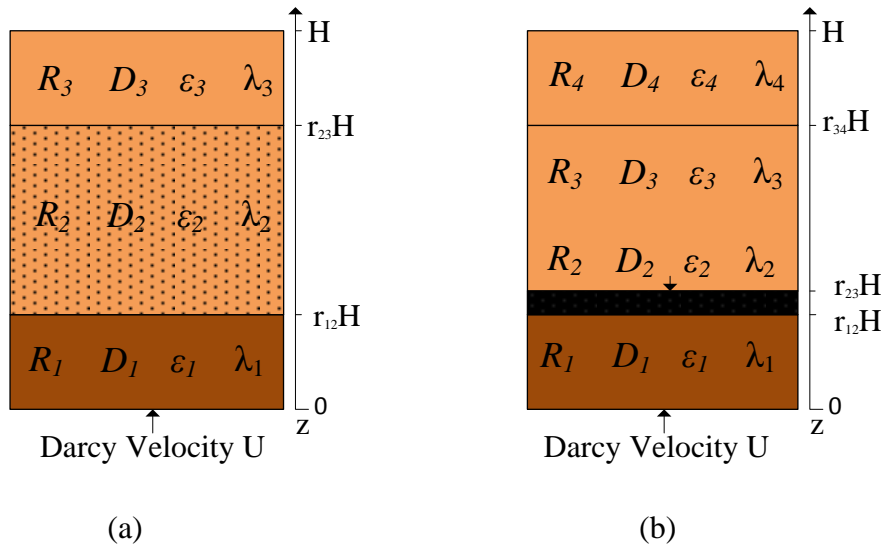 H
R₃ D₃ ε₃ λ₃
r₂₃H
R₂ D₂ ε₂ λ₂
r₁₂H
R₁ D₁ ε₁ λ₁
0
z
Darcy Velocity U
(a)
H
R₄ D₄ ε₄ λ₄
r₃₄H
R₃ D₃ ε₃ λ₃
R₂ D₂ ε₂ λ₂
r₂₃H
r₁₂H
R₁ D₁ ε₁ λ₁
0
z
Darcy Velocity U
(b)